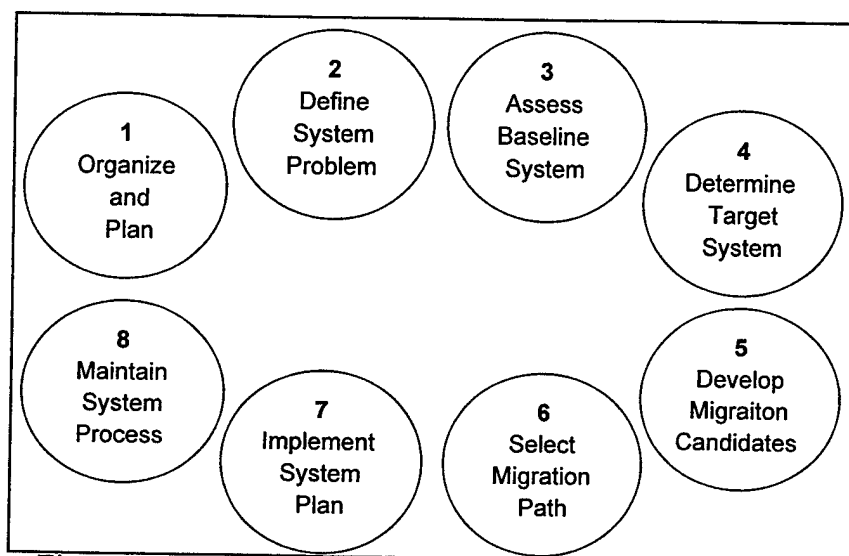 1
Organize
and
Plan
2
Define
System
Problem
3
Assess
Baseline
System
4
Determine
Target
System
5
Develop
Migraiton
Candidates
6
Select
Migration
Path
7
Implement
System
Plan
8
Maintain
System
Process